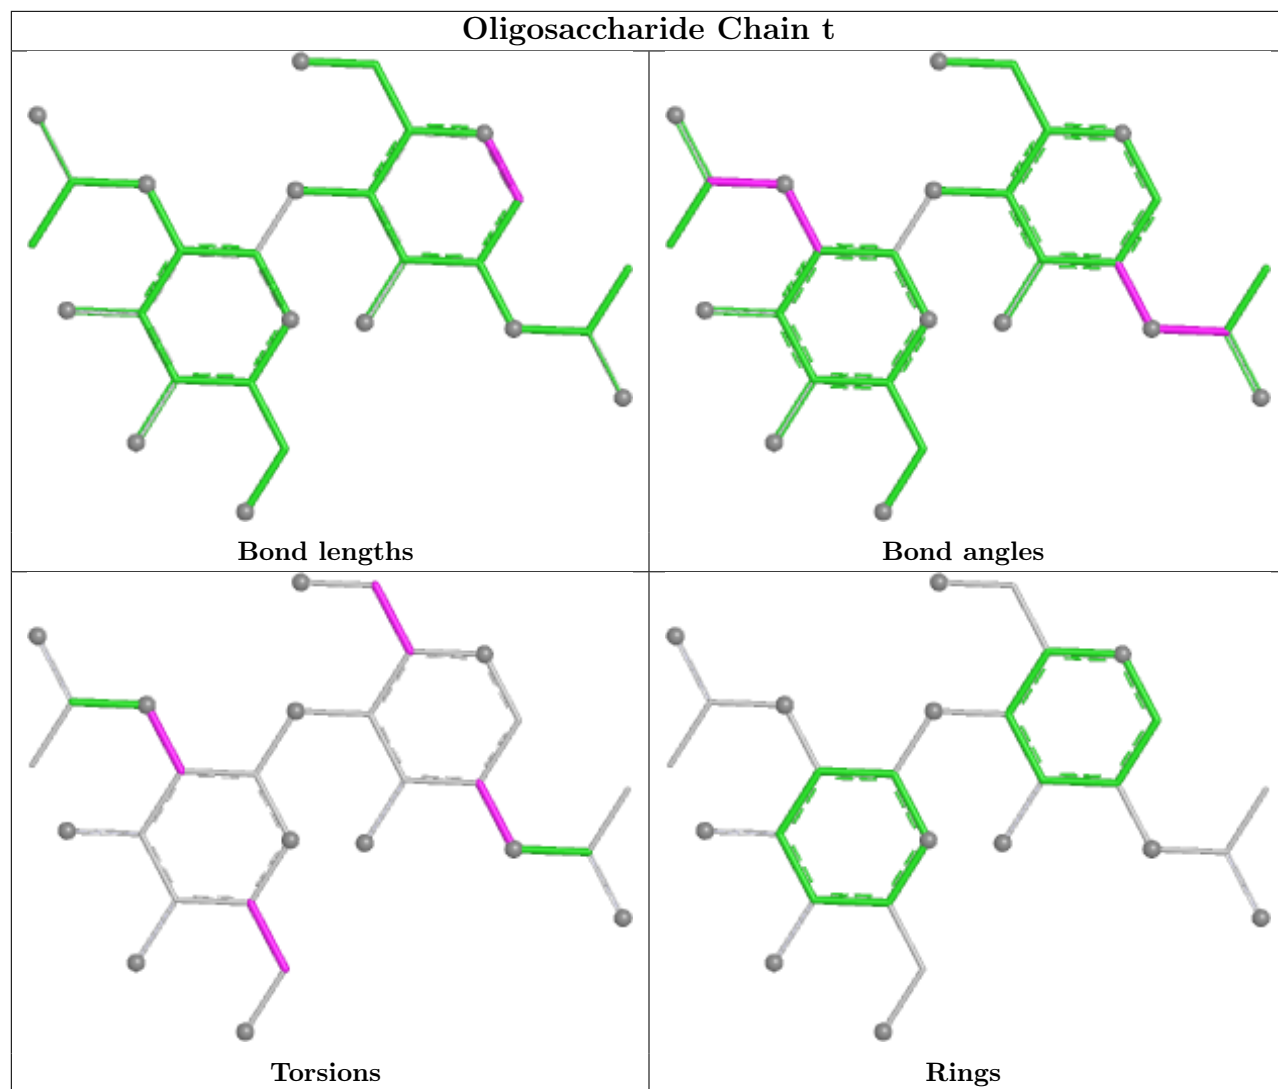 Oligosaccharide Chain t
Bond lengths
Bond angles
Torsions
Rings